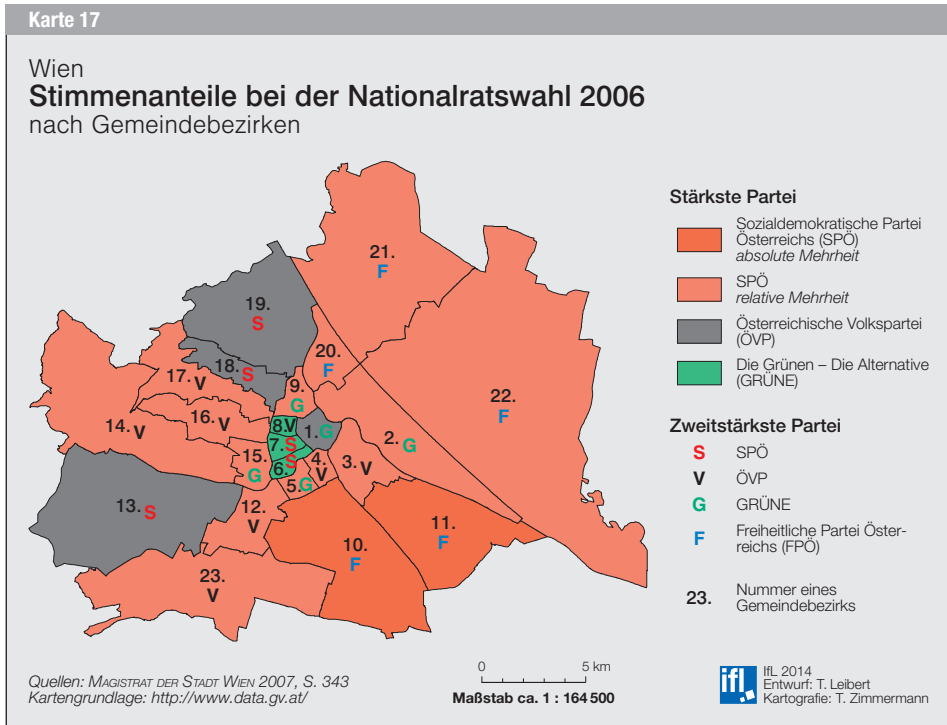 Karte 17
Wien
Stimmenanteile bei der Nationalratswahl 2006
nach Gemeindebezirken
21.
F
19.
S
20.
F
18. S
17. V
9.
G
22.
F
16. V
14. V
8. V
1. G
2. G
7. S
15.
G
6. S
4.
V
3. V
5. G
13. S
12.
V
11.
F
10.
F
23.
V
Stärkste Partei
Sozialdemokratische Partei
Österreichs (SPÖ)
absolute Mehrheit
SPÖ
relative Mehrheit
Österreichische Volkspartei
(ÖVP)
Die Grünen – Die Alternative
(GRÜNE)
Zweitstärkste Partei
S SPÖ
V ÖVP
G GRÜNE
F Freiheitliche Partei Öster-
reichs (FPÖ)
23. Nummer eines
Gemeindebezirks
Quellen: MAGISTRAT DER STADT WIEN 2007, S. 343
Kartengrundlage: http://www.data.gv.at/
0 5 km
Maßstab ca. 1 : 164 500
ifl
IfL 2014
Entwurf: T. Leibert
Kartografie: T. Zimmermann